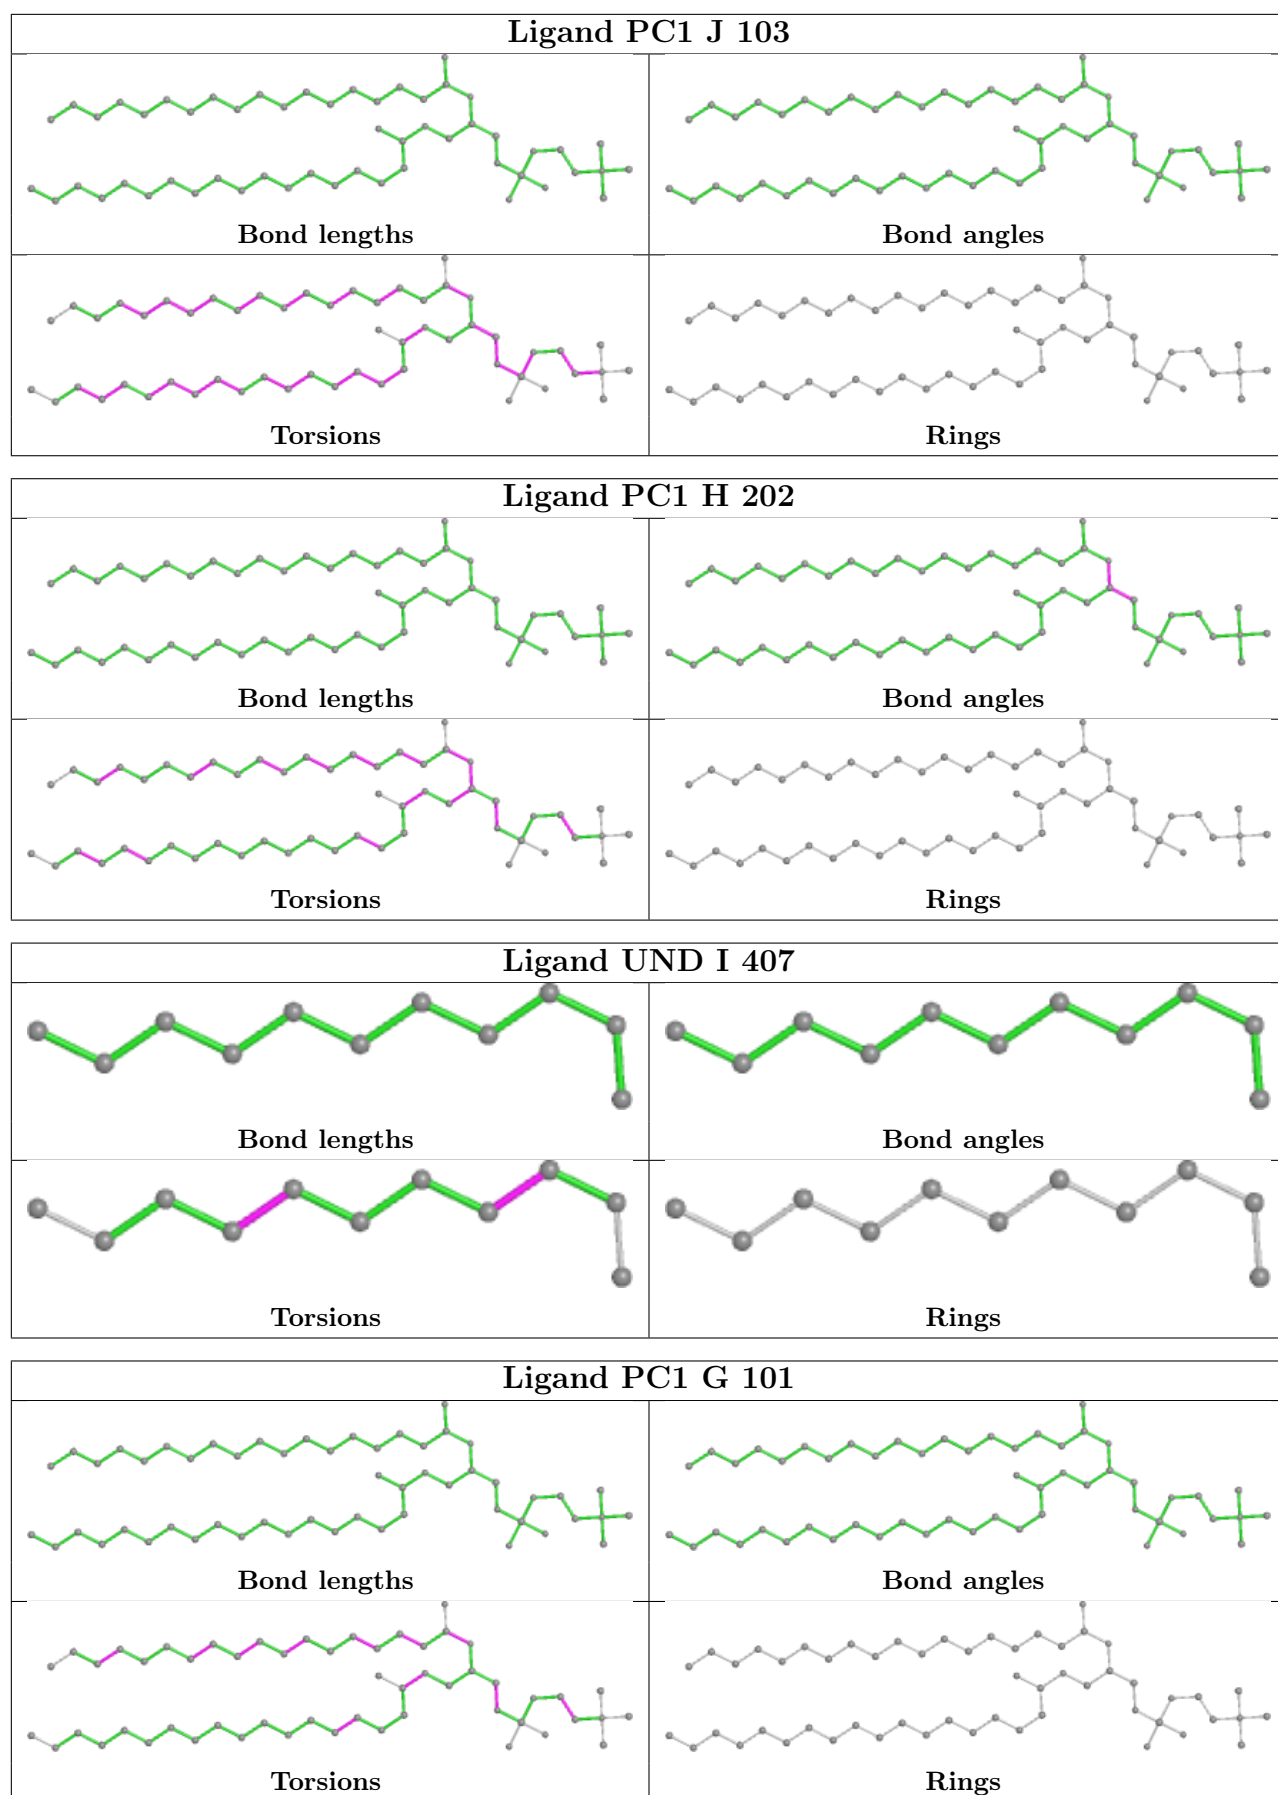 Ligand PC1 J 103
Bond lengths Bond angles
Torsions Rings
Ligand PC1 H 202
Bond lengths Bond angles
Torsions Rings
Ligand UND I 407
Bond lengths Bond angles
Torsions Rings
Ligand PC1 G 101
Bond lengths Bond angles
Torsions Rings